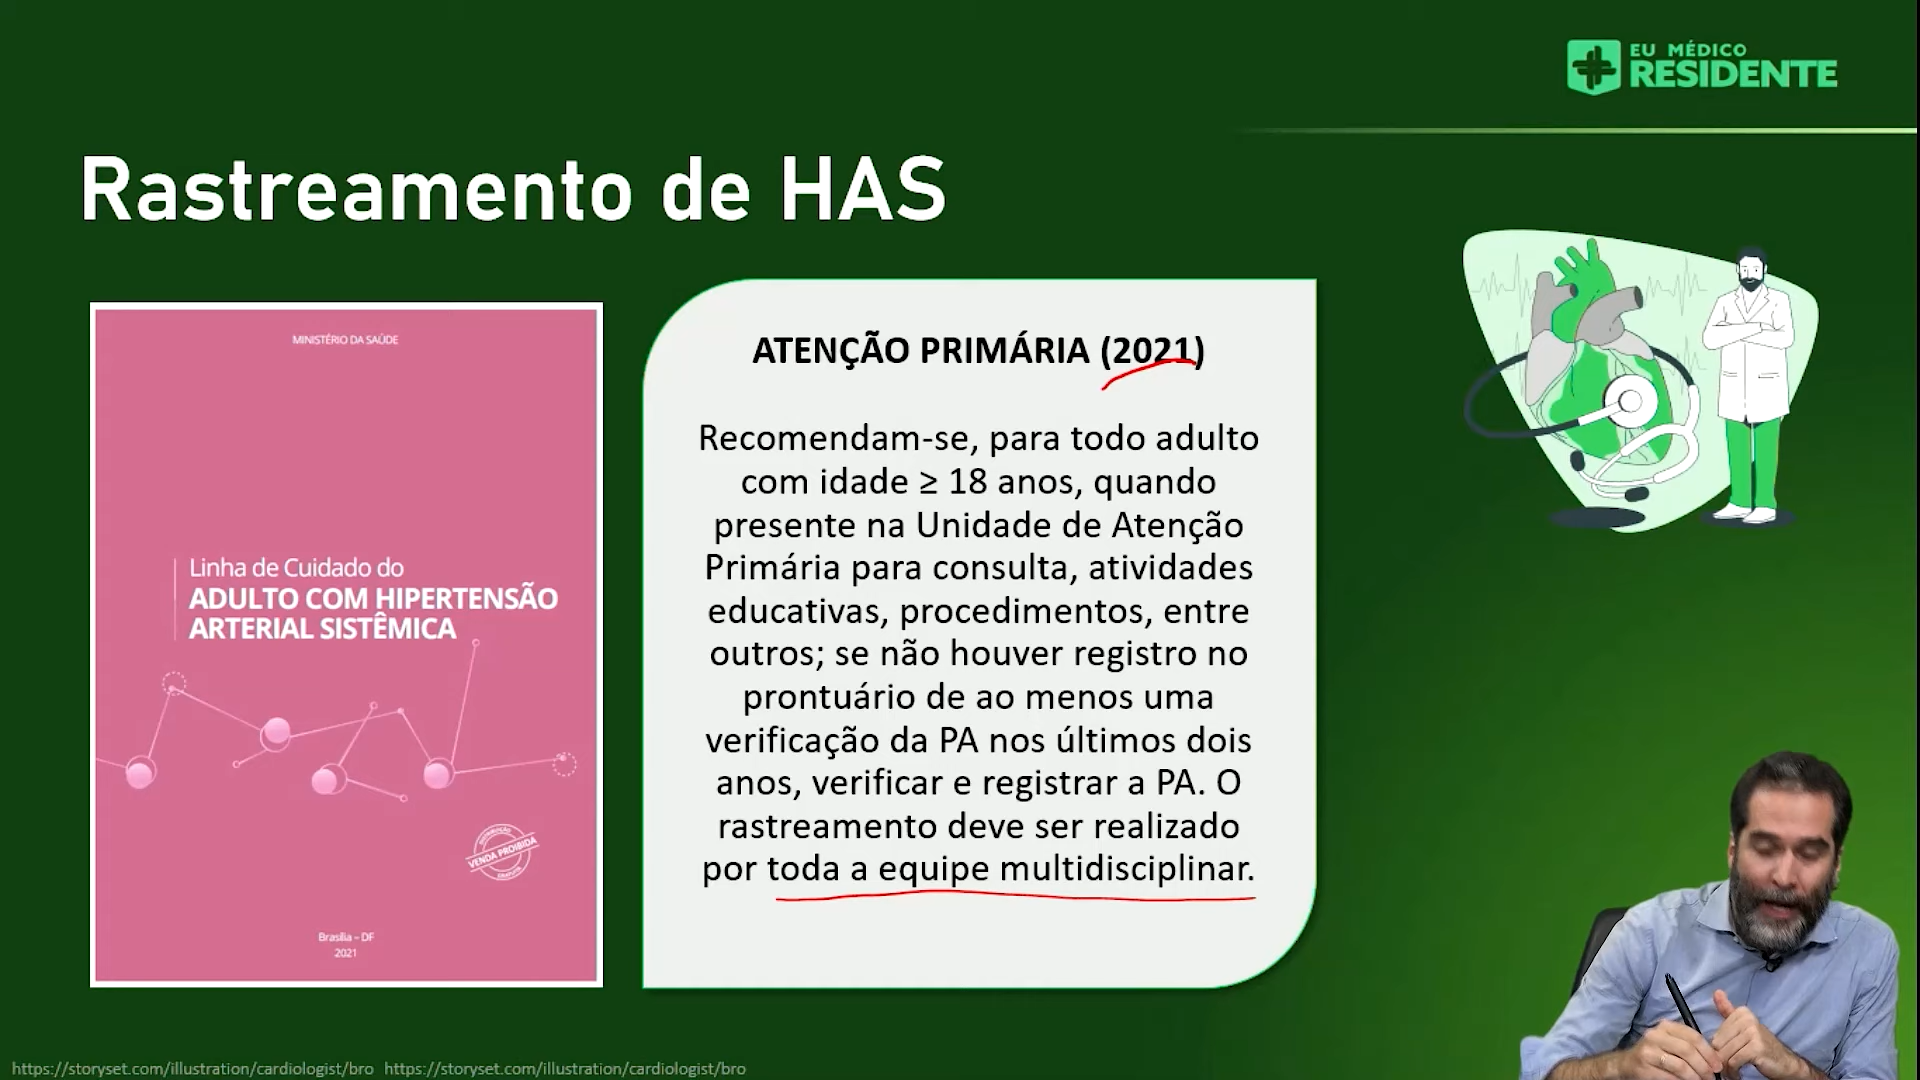 EU MÉDICO
RESIDENTE
Rastreamento de HAS
MINISTÉRIO DA SAÚDE
Linha de Cuidado do
ADULTO COM HIPERTENSÃO
ARTERIAL SISTÊMICA
VENDA PROIBIDA
Brasília – DF
2021
ATENÇÃO PRIMÁRIA (2021)
Recomendam-se, para todo adulto
com idade ≥ 18 anos, quando
presente na Unidade de Atenção
Primária para consulta, atividades
educativas, procedimentos, entre
outros; se não houver registro no
prontuário de ao menos uma
verificação da PA nos últimos dois
anos, verificar e registrar a PA. O
rastreamento deve ser realizado
por toda a equipe multidisciplinar.
https://storyset.com/illustration/cardiologist/bro https://storyset.com/illustration/cardiologist/bro